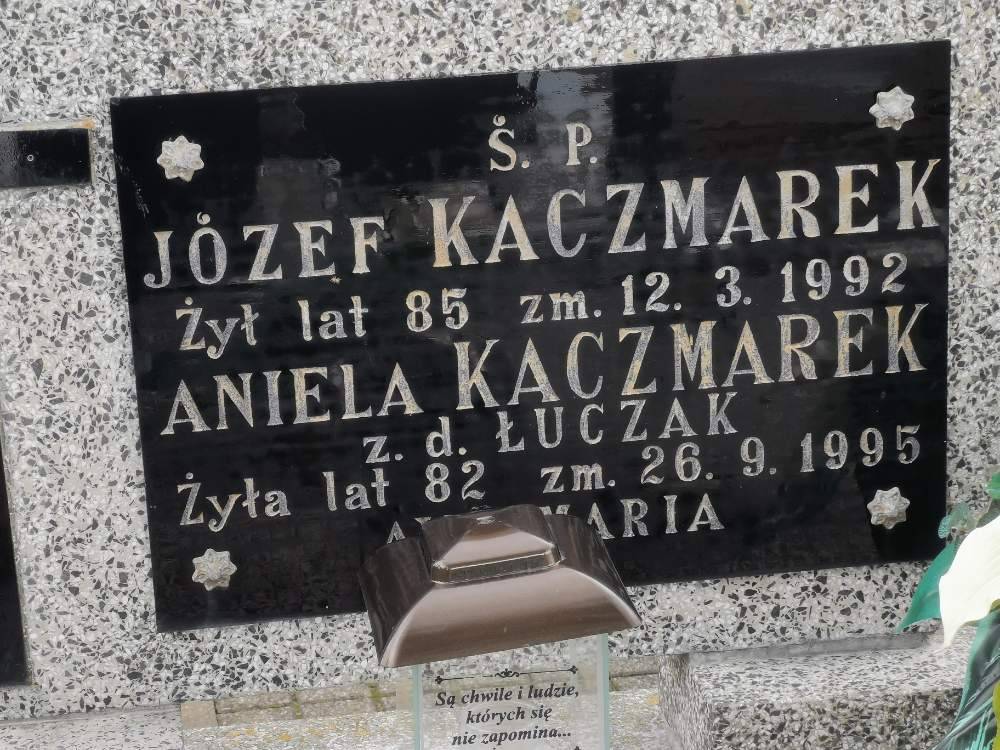 Ś. P.
JÓZEF KACZMAREK
Żył lat 85 zm. 12. 3. 1992
ANIELA KACZMAREK
z. d. ŁUCZAK
Żyła lat 82 zm. 26. 9. 1995
MARIA
Są chwile i ludzie,
których się
nie zapomina...